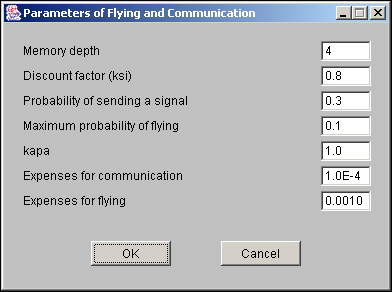 Parameters of Flying and Communication
Memory depth 4
Discount factor (ksi) 0.8
Probability of sending a signal 0.3
Maximum probability of flying 0.1
kapa 1.0
Expenses for communication 1.0E-4
Expenses for flying 0.0010
OK Cancel